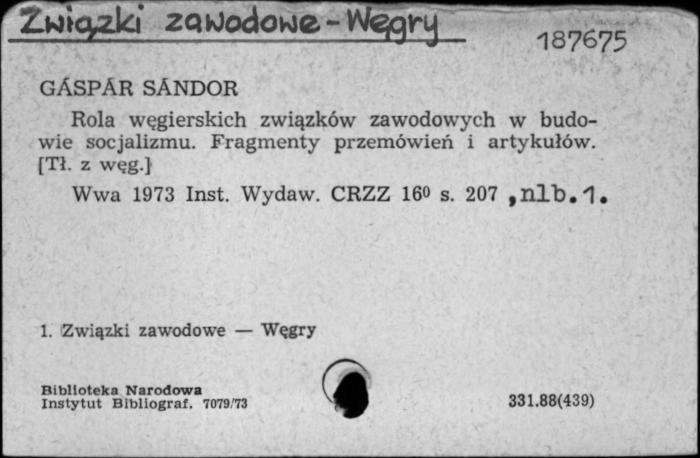 Związki zawodowe - Węgry
187675
GÁSPÁR SÁNDOR
Rola węgierskich związków zawodowych w budo-
wie socjalizmu. Fragmenty przemówień i artykułów.
[Tł. z węg.]
Wwa 1973 Inst. Wydaw. CRZZ 16⁰ s. 207 ,nlb.1.
1. Związki zawodowe — Węgry
Biblioteka Narodowa
Instytut Bibliograf. 7079/73
331.88(439)